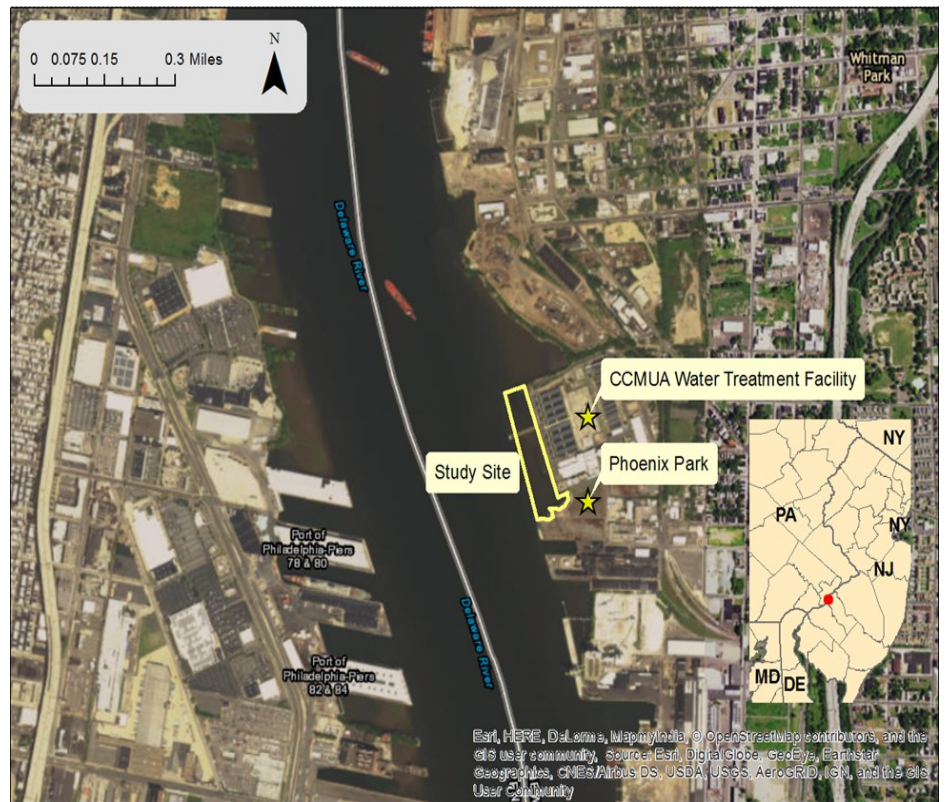 N
0 0.075 0.15 0.3 Miles
Whitman
Park
Delaware River
CCMUA Water Treatment Facility
Study Site
Phoenix Park
NY
PA
NY
NJ
MD
DE
Port of
Philadelphia-Piers
78 & 80
Delaware River
Port of
Philadelphia-Piers
82 & 84
Esri, HERE, DeLorme, MapmyIndia, © OpenStreetMap contributors, and the
GIS user community, Source: Esri, DigitalGlobe, GeoEye, Earthstar
Geographics, CNES/Airbus DS, USDA, USGS, AeroGRID, IGN, and the GIS
User Community